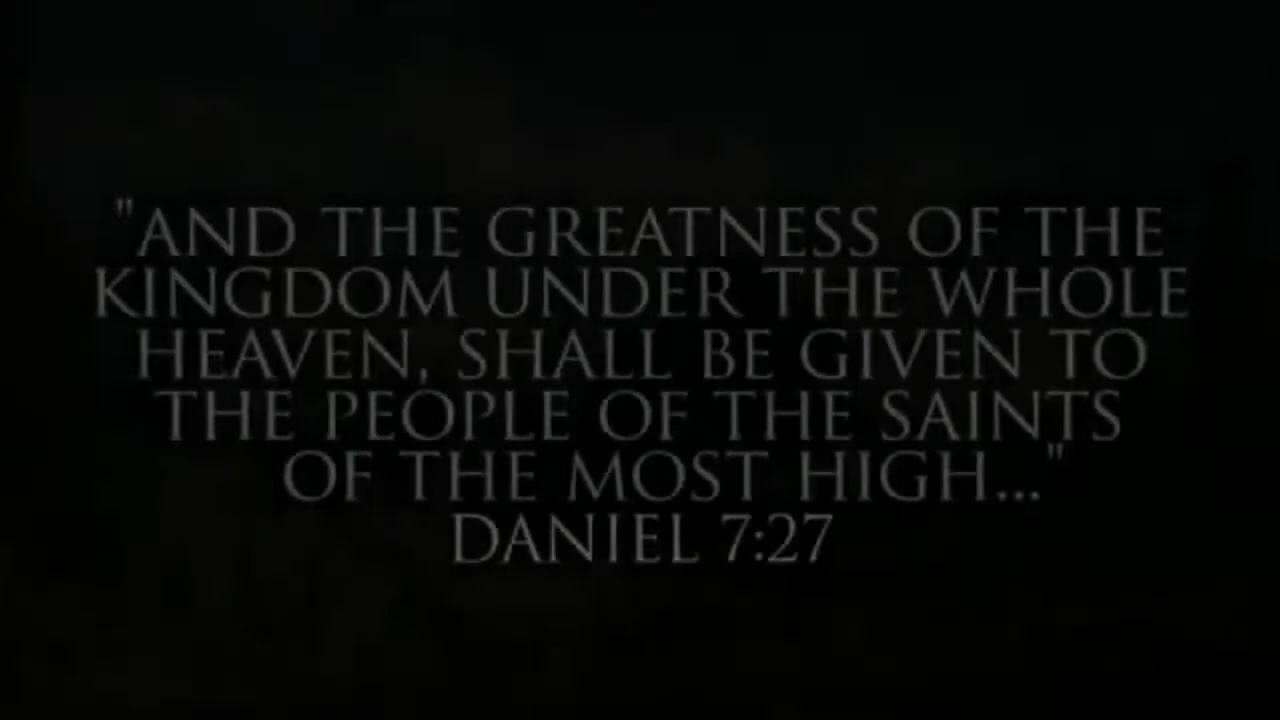 "AND THE GREATNESS OF THE
KINGDOM UNDER THE WHOLE
HEAVEN, SHALL BE GIVEN TO
THE PEOPLE OF THE SAINTS
OF THE MOST HIGH..."
DANIEL 7:27